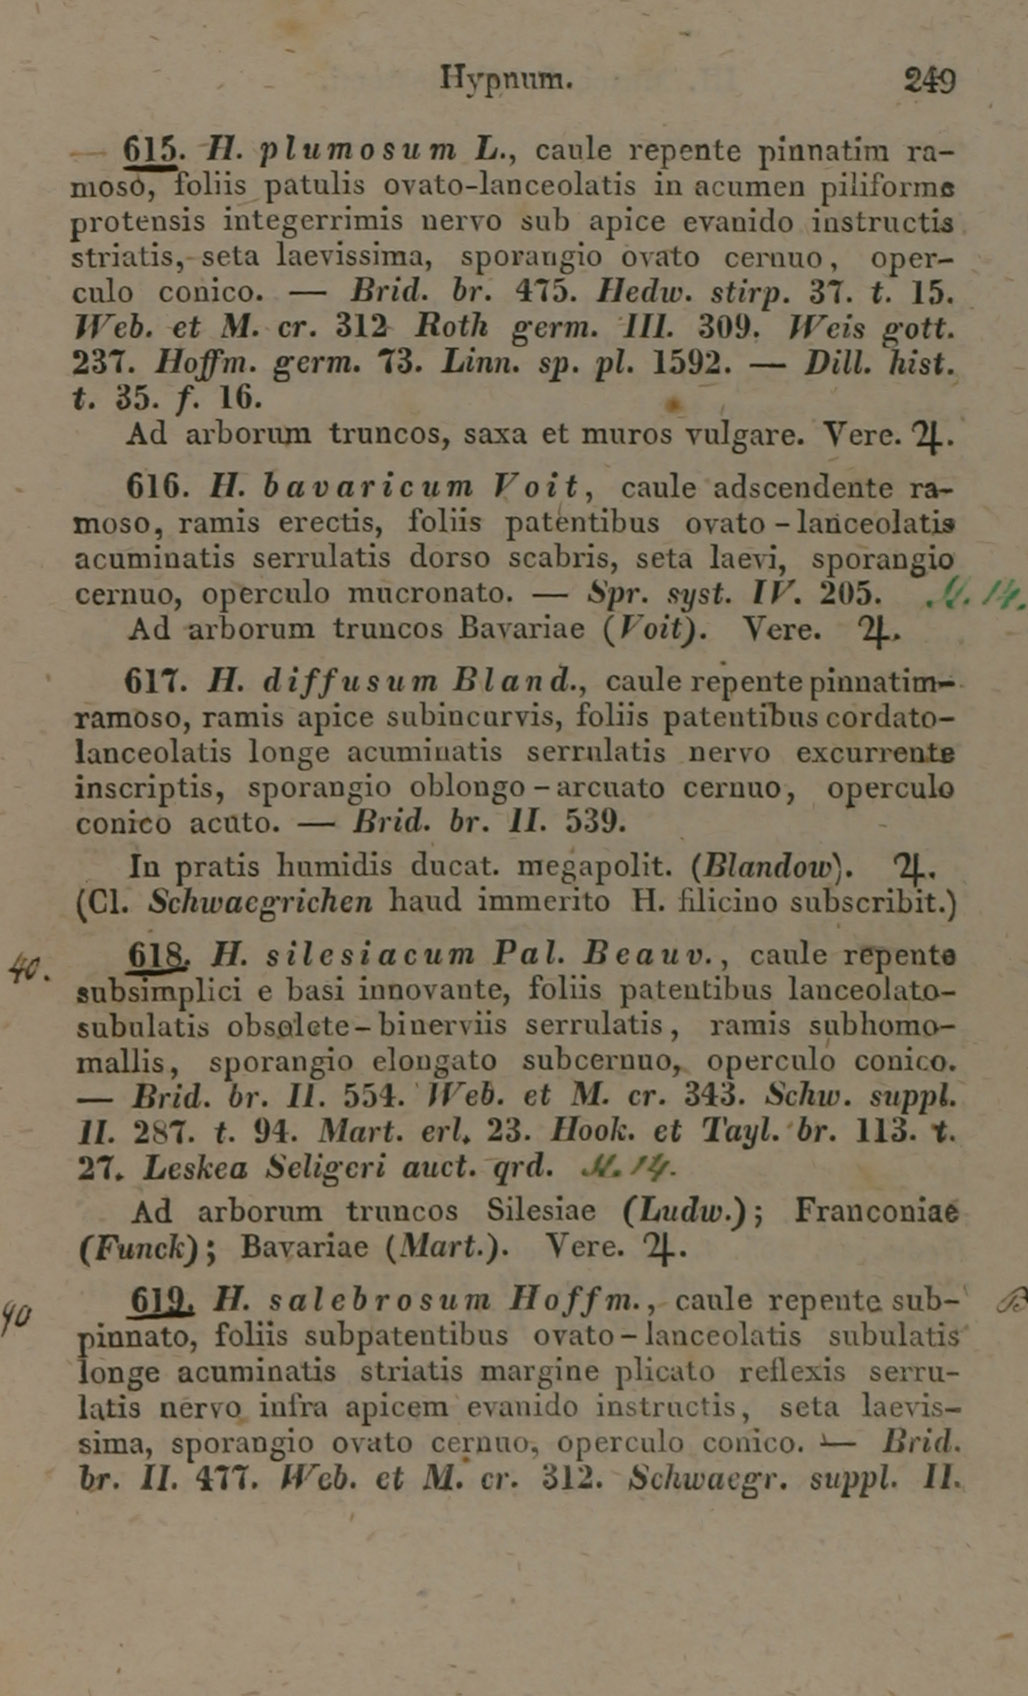 Hypnum. 249
615. H. plumosum L., caule repente pinnatim ra-
moso, foliis patulis ovato-lanceolatis in acumen piliforme
protensis integerrimis nervo sub apice evanido instructis
striatis, seta laevissima, sporangio ovato cernuo, oper-
culo conico. — Brid. br. 475. Hedw. stirp. 37. t. 15.
Web. et M. cr. 312 Roth germ. III. 309. Weis gott.
237. Hoffm. germ. 73. Linn. sp. pl. 1592. — Dill. hist.
t. 35. f. 16.
Ad arborum truncos, saxa et muros vulgare. Vere. ♃.
616. H. bavaricum Voit, caule adscendente ra-
moso, ramis erectis, foliis patentibus ovato-lanceolatis
acuminatis serrulatis dorso scabris, seta laevi, sporangio
cernuo, operculo mucronato. — Spr. syst. IV. 205. 14.
Ad arborum truncos Bavariae (Voit). Vere. ♃.
617. H. diffusum Bland., caule repente pinnatim-
ramoso, ramis apice subincurvis, foliis patentibus cordato-
lanceolatis longe acuminatis serrulatis nervo excurrente
inscriptis, sporangio oblongo-arcuato cernuo, operculo
conico acuto. — Brid. br. II. 539.
In pratis humidis ducat. megapolit. (Blandow). ♃.
(Cl. Schwaegrichen haud immerito H. filicino subscribit.)
40. 618. H. silesiacum Pal. Beauv., caule repente
subsimplici e basi innovante, foliis patentibus lanceolato-
subulatis obsolete-binerviis serrulatis, ramis subhomo-
mallis, sporangio elongato subcernuo, operculo conico.
— Brid. br. II. 554. Web. et M. cr. 343. Schw. suppl.
II. 287. t. 94. Mart. erl. 23. Hook. et Tayl. br. 113. t.
27. Leskea Seligeri auct. qrd. 14.
Ad arborum truncos Silesiae (Ludw.); Franconiae
(Funck); Bavariae (Mart.). Vere. ♃.
90 619. H. salebrosum Hoffm., caule repente sub-
pinnato, foliis subpatentibus ovato-lanceolatis subulatis
longe acuminatis striatis margine plicato reflexis serru-
latis nervo infra apicem evanido instructis, seta laevis-
sima, sporangio ovato cernuo, operculo conico. — Brid.
br. II. 477. Web. et M. cr. 312. Schwaegr. suppl. II.